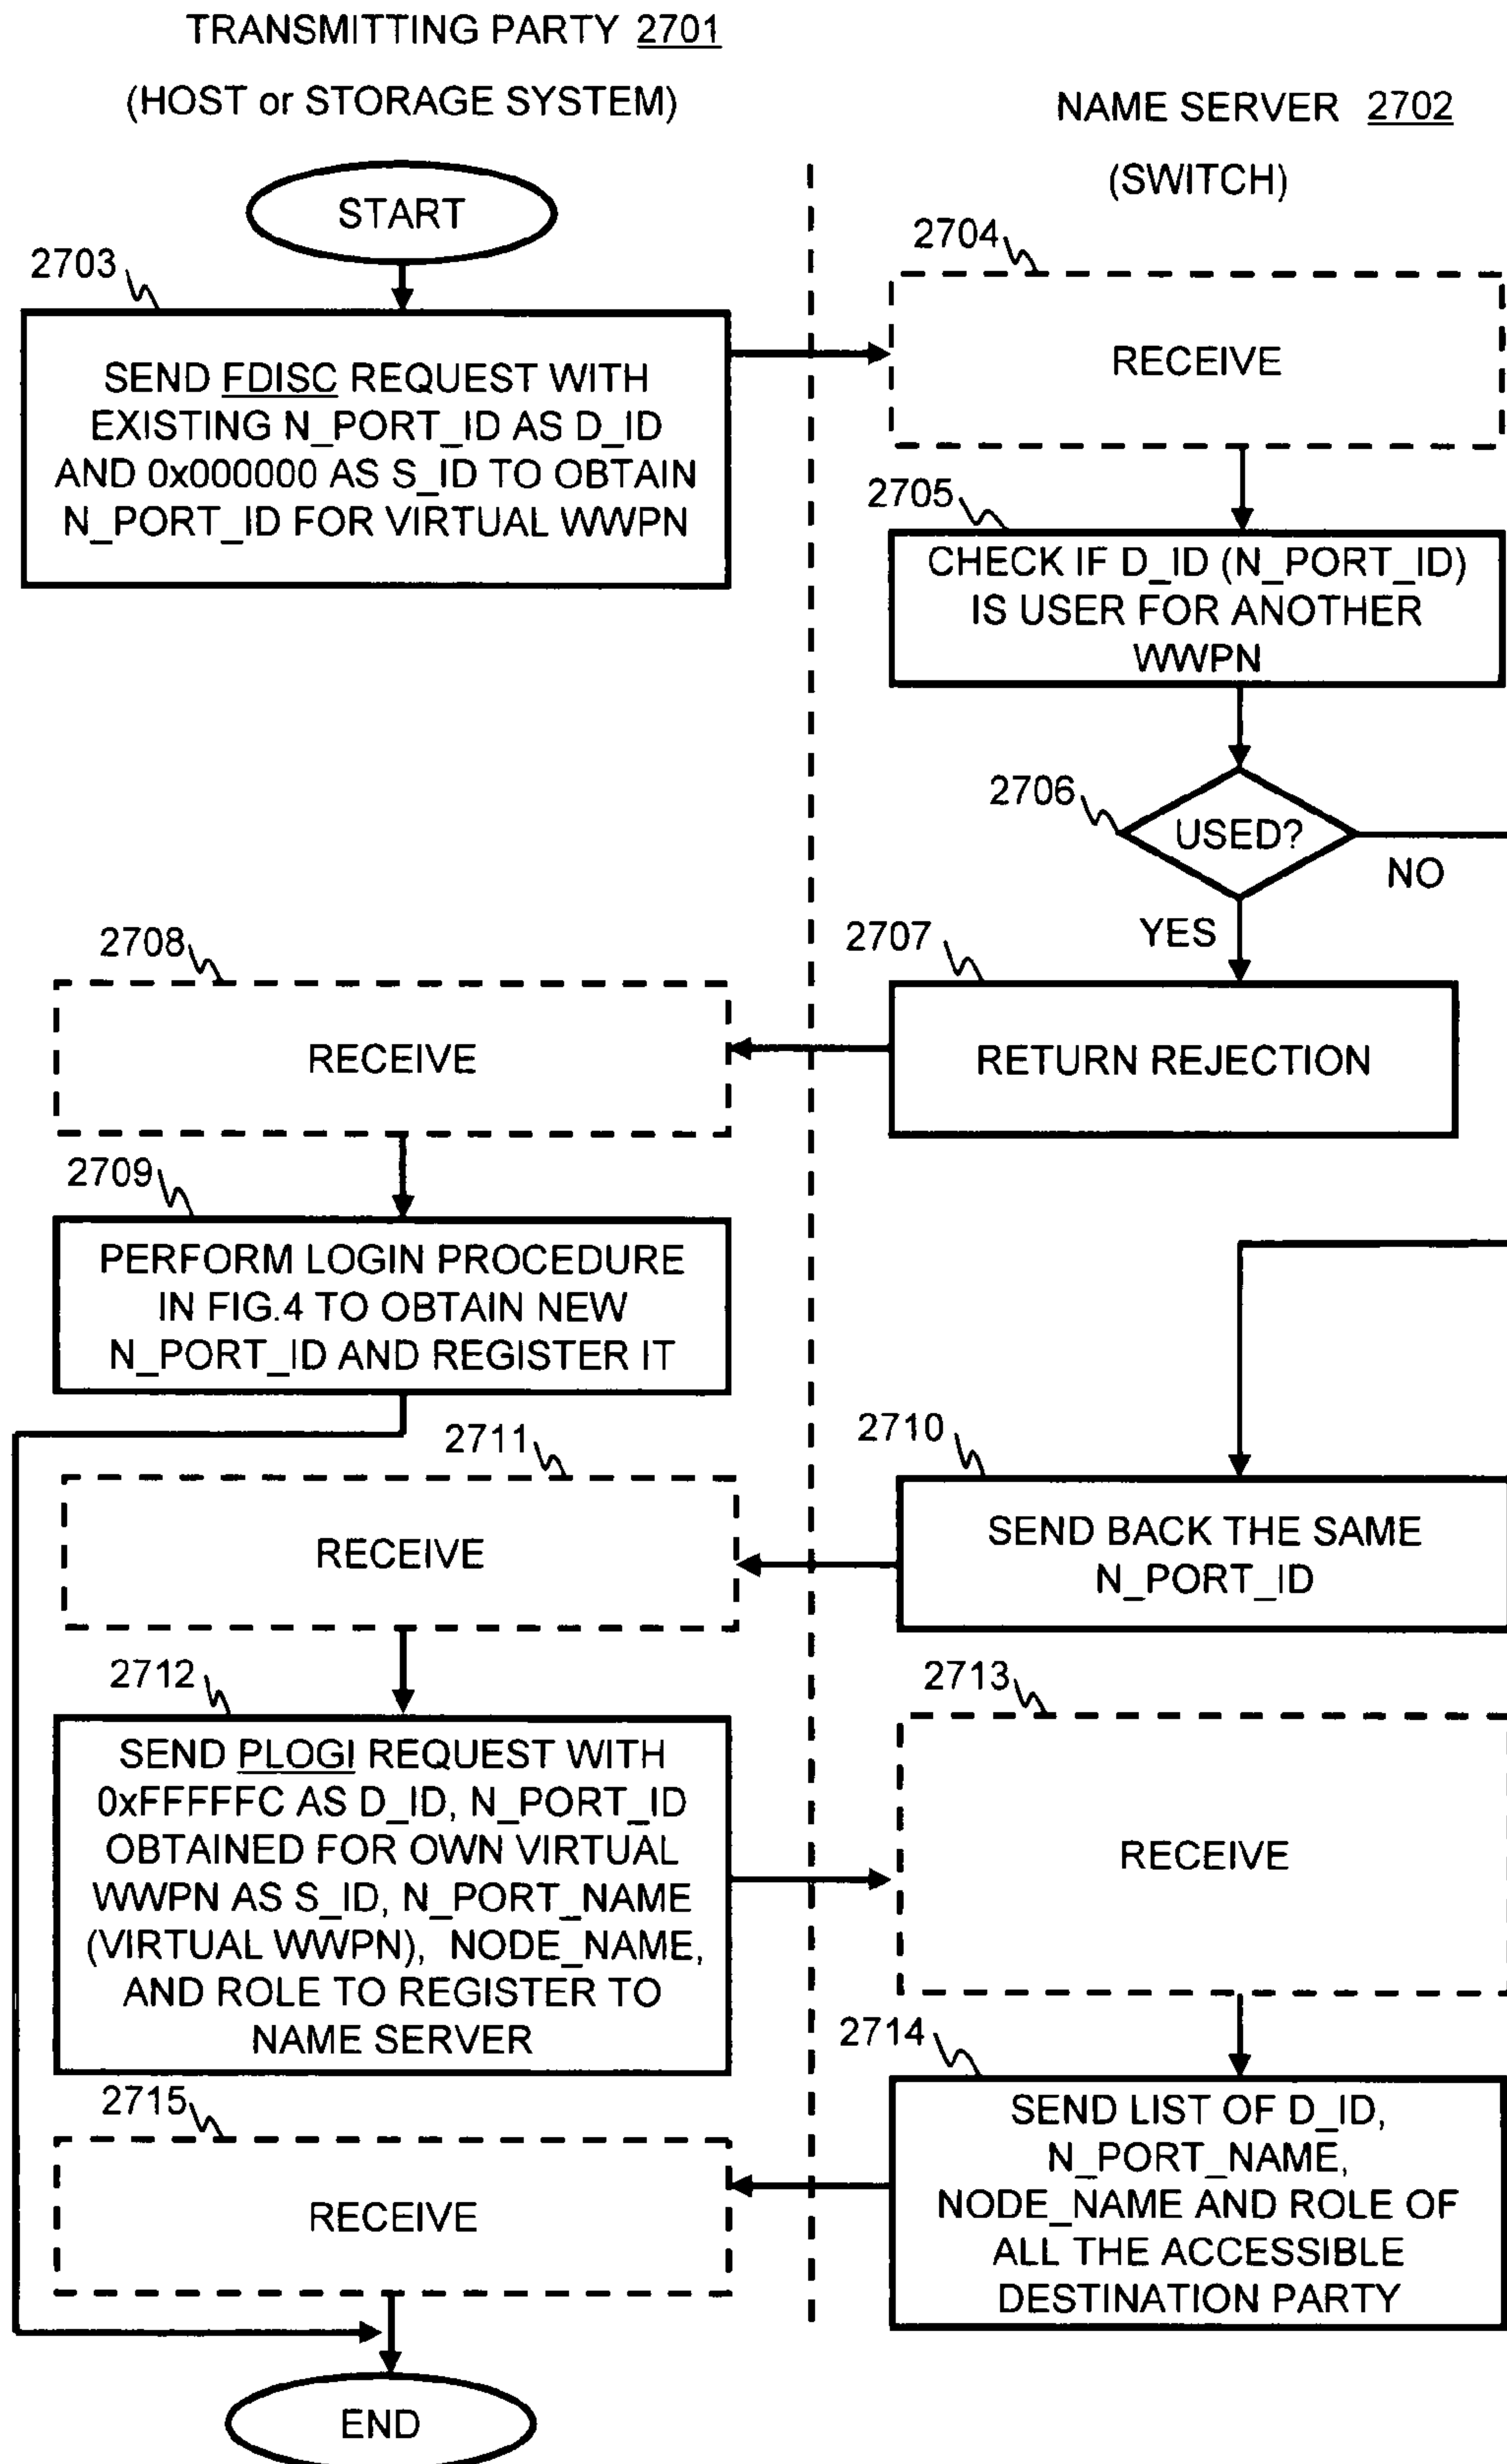 TRANSMITTING PARTY 2701
(HOST or STORAGE SYSTEM)
NAME SERVER 2702
(SWITCH)
START
2703
SEND FDISC REQUEST WITH
EXISTING N_PORT_ID AS D_ID
AND 0x000000 AS S_ID TO OBTAIN
N_PORT_ID FOR VIRTUAL WWPN
2704
RECEIVE
2705
CHECK IF D_ID (N_PORT_ID)
IS USER FOR ANOTHER
WWPN
2706
USED?
NO
YES
2707
RETURN REJECTION
2708
RECEIVE
2709
PERFORM LOGIN PROCEDURE
IN FIG.4 TO OBTAIN NEW
N_PORT_ID AND REGISTER IT
2710
SEND BACK THE SAME
N_PORT_ID
2711
RECEIVE
2712
SEND PLOGI REQUEST WITH
0xFFFFFC AS D_ID, N_PORT_ID
OBTAINED FOR OWN VIRTUAL
WWPN AS S_ID, N_PORT_NAME
(VIRTUAL WWPN), NODE_NAME,
AND ROLE TO REGISTER TO
NAME SERVER
2713
RECEIVE
2714
SEND LIST OF D_ID,
N_PORT_NAME,
NODE_NAME AND ROLE OF
ALL THE ACCESSIBLE
DESTINATION PARTY
2715
RECEIVE
END